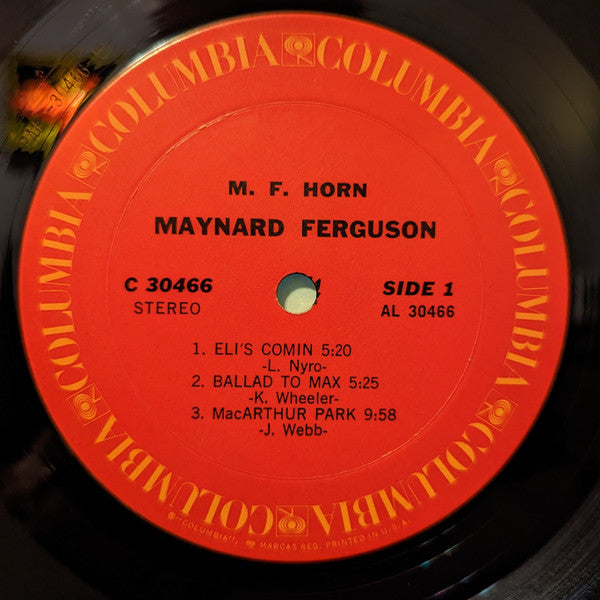 COLUMBIA COLUMBIA COLUMBIA COLUMBIA COLUMBIA COLUMBIA
M. F. HORN
MAYNARD FERGUSON
C 30466
STEREO
SIDE 1
AL 30466
1. ELI'S COMIN 5:20
-L. Nyro-
2. BALLAD TO MAX 5:25
-K. Wheeler-
3. MacARTHUR PARK 9:58
-J. Webb-
"COLUMBIA", MARCAS REG. PRINTED IN U.S.A.